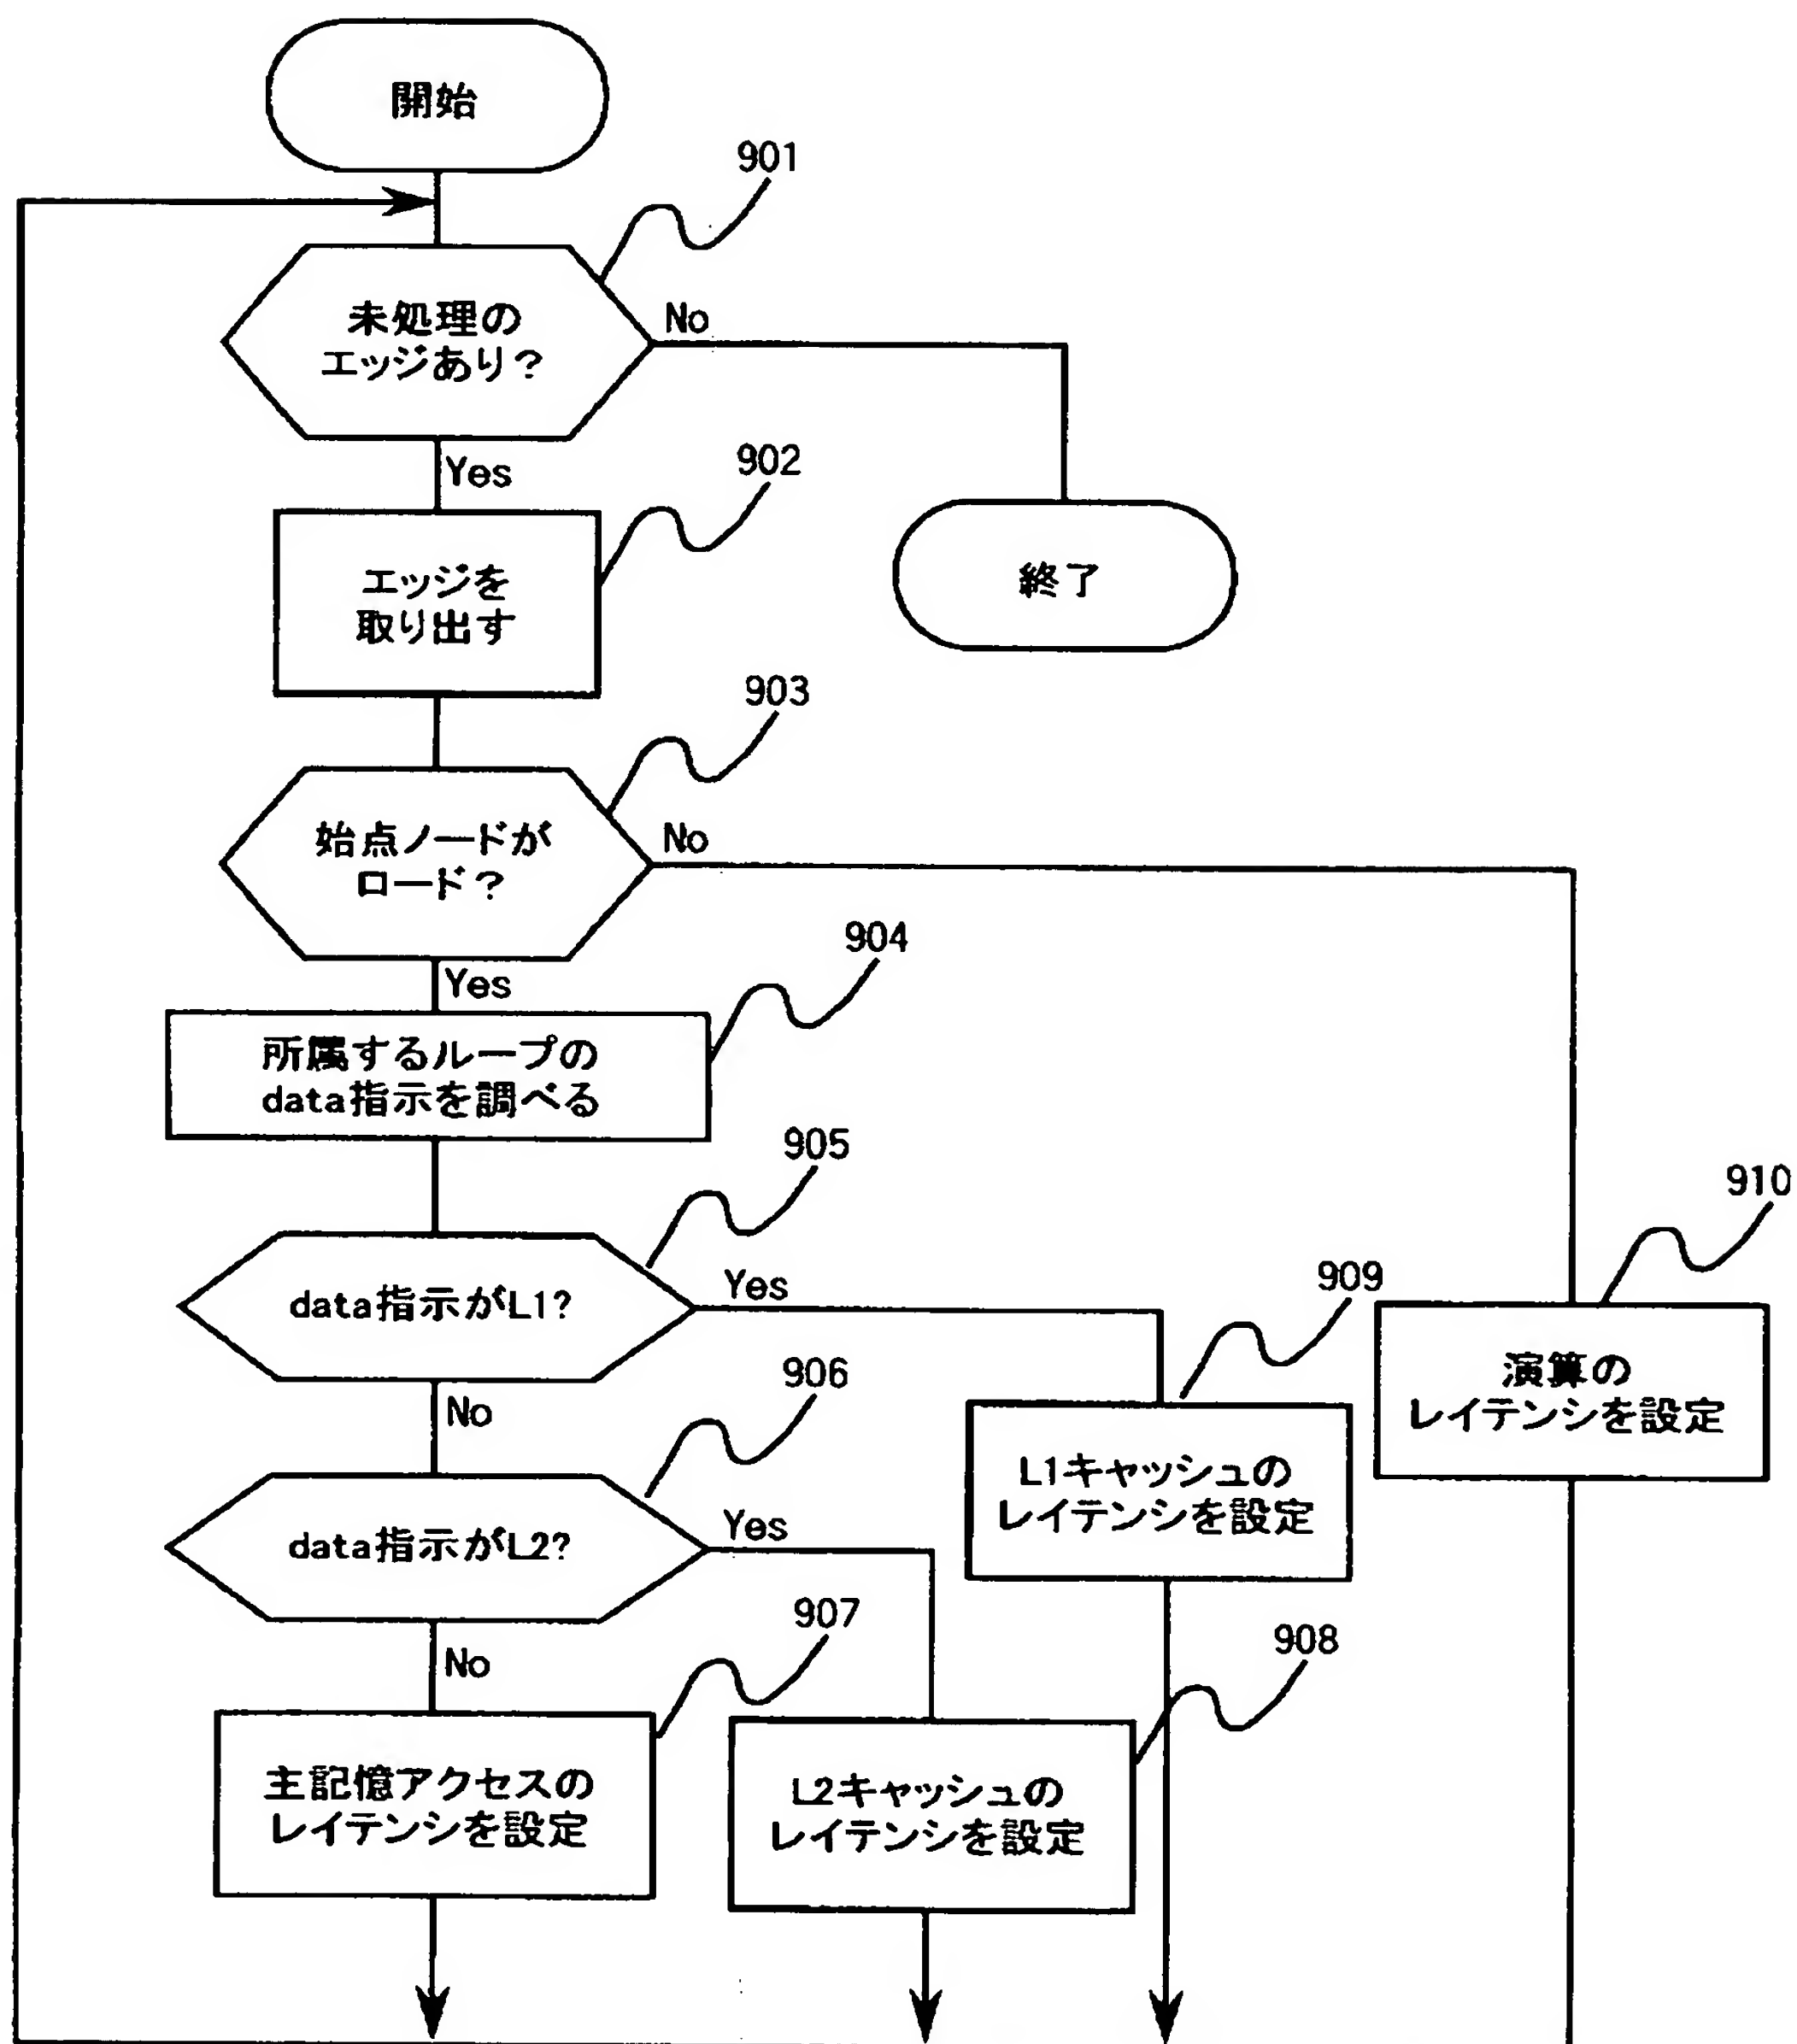 開始
901
未処理の
エッジあり?
No
Yes
902
エッジを
取り出す
終了
903
始点ノードが
ロード?
No
Yes
904
所属するループの
data指示を調べる
905
data指示がL1?
Yes
No
909
910
演算の
レイテンシを設定
L1キャッシュの
レイテンシを設定
906
data指示がL2?
Yes
No
907
908
主記憶アクセスの
レイテンシを設定
L2キャッシュの
レイテンシを設定